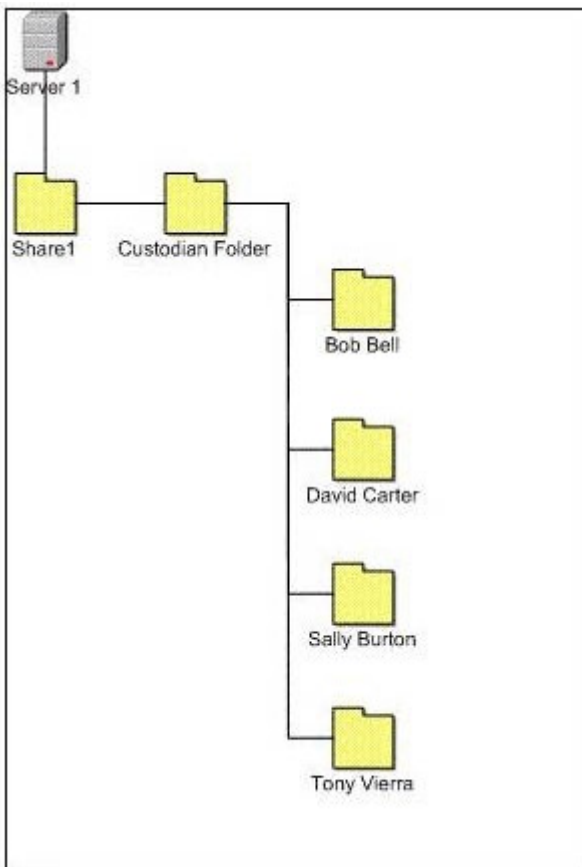 Server 1
Share1
Custodian Folder
Bob Bell
David Carter
Sally Burton
Tony Vierra